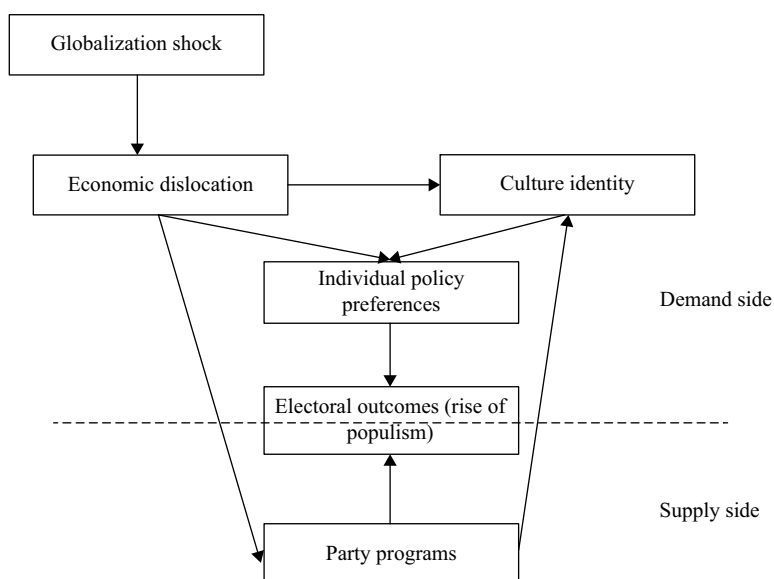 Globalization shock
Economic dislocation
Culture identity
Individual policy
preferences
Demand side
Electoral outcomes (rise of
populism)
Supply side
Party programs